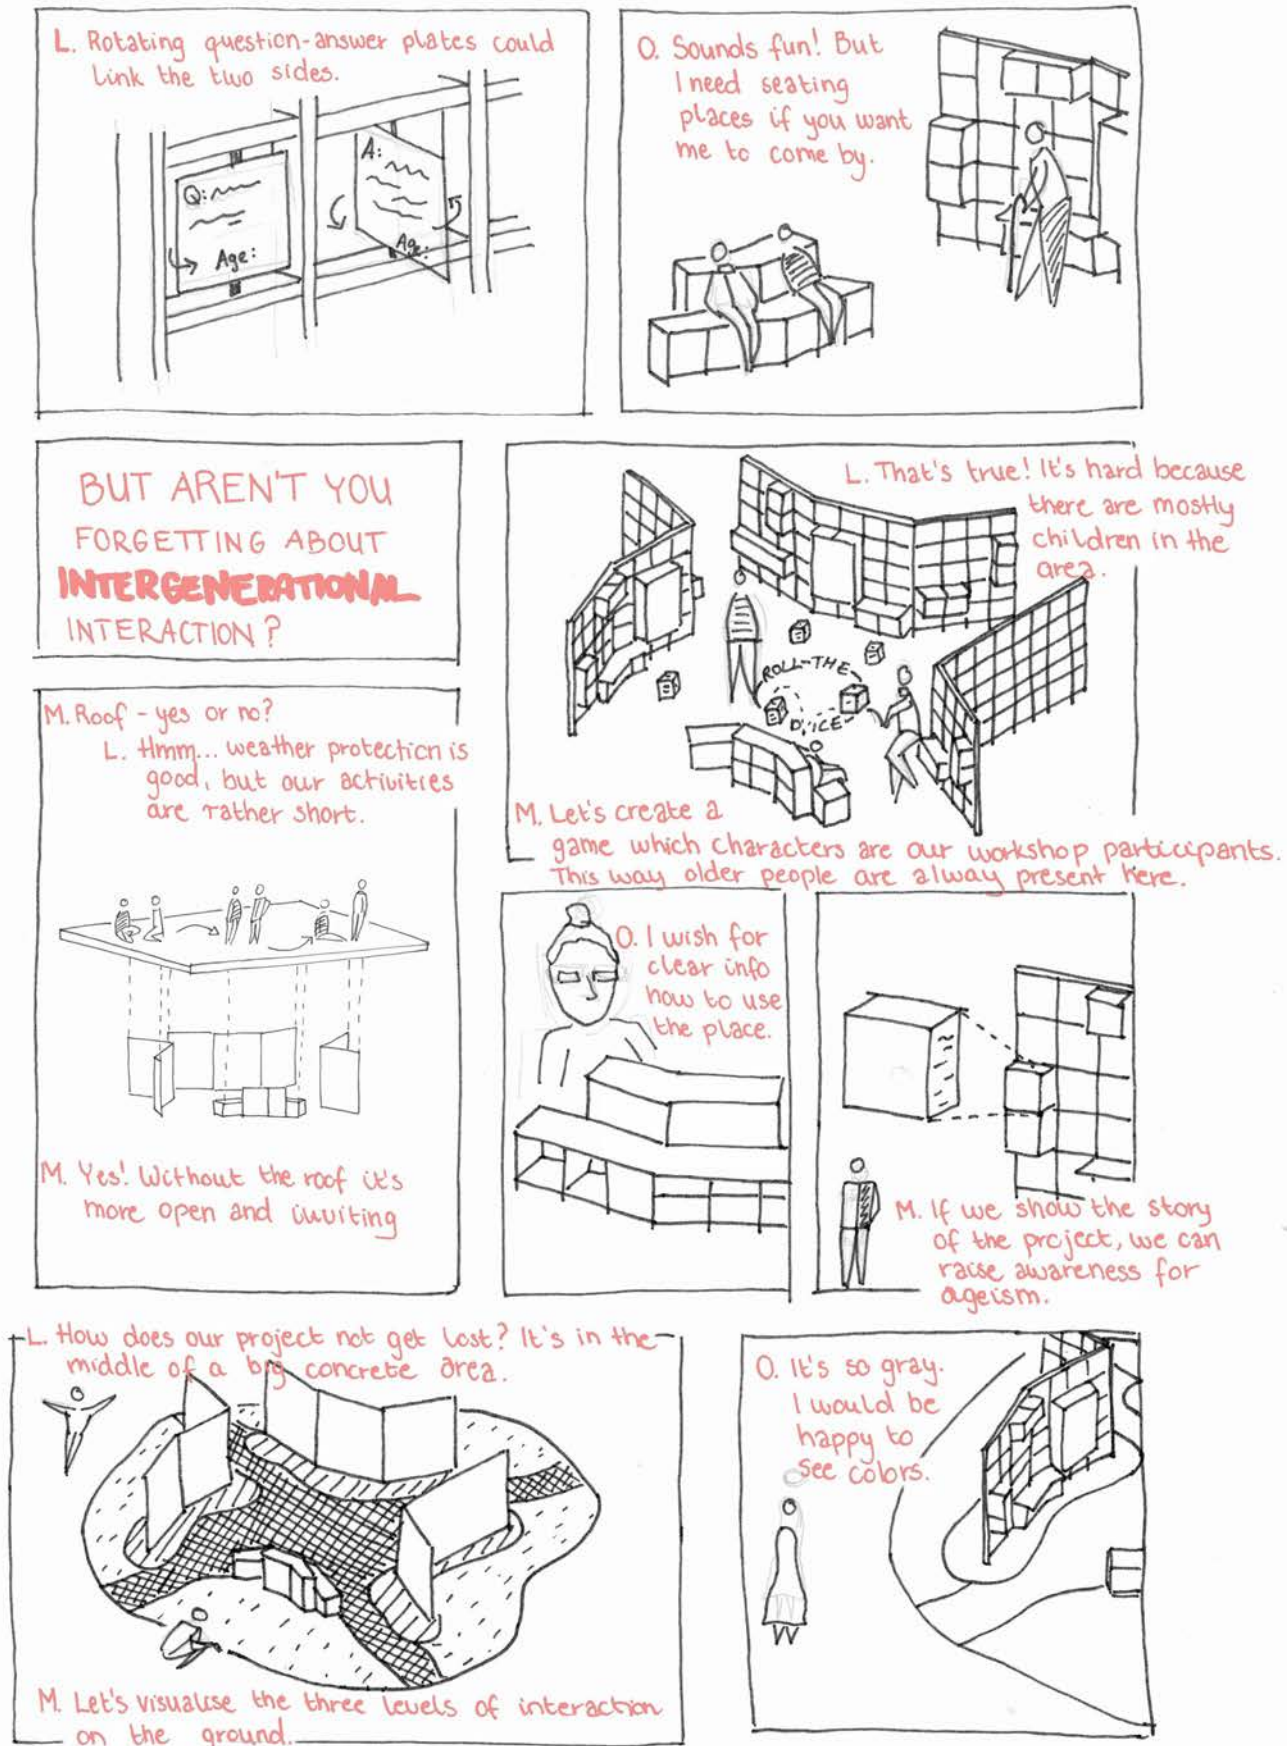 L. Rotating question-answer plates could
link the two sides.
Q:
Age:
A:
Age:
O. Sounds fun! But
I need seating
places if you want
me to come by.
BUT AREN'T YOU
FORGETTING ABOUT
INTERGENERATIONAL
INTERACTION?
L. That's true! It's hard because
there are mostly
children in the
area.
ROLL-THE-
DICE
M. Let's create a
game which characters are our workshop participants.
This way older people are alway present here.
M. Roof - yes or no?
L. Hmm... weather protection is
good, but our activities
are rather short.
M. Yes! Without the roof it's
more open and inviting
O. I wish for
clear info
how to use
the place.
M. If we show the story
of the project, we can
raise awareness for
ageism.
L. How does our project not get lost? It's in the
middle of a big concrete area.
M. Let's visualise the three levels of interaction
on the ground.
O. It's so gray.
I would be
happy to
see colors.